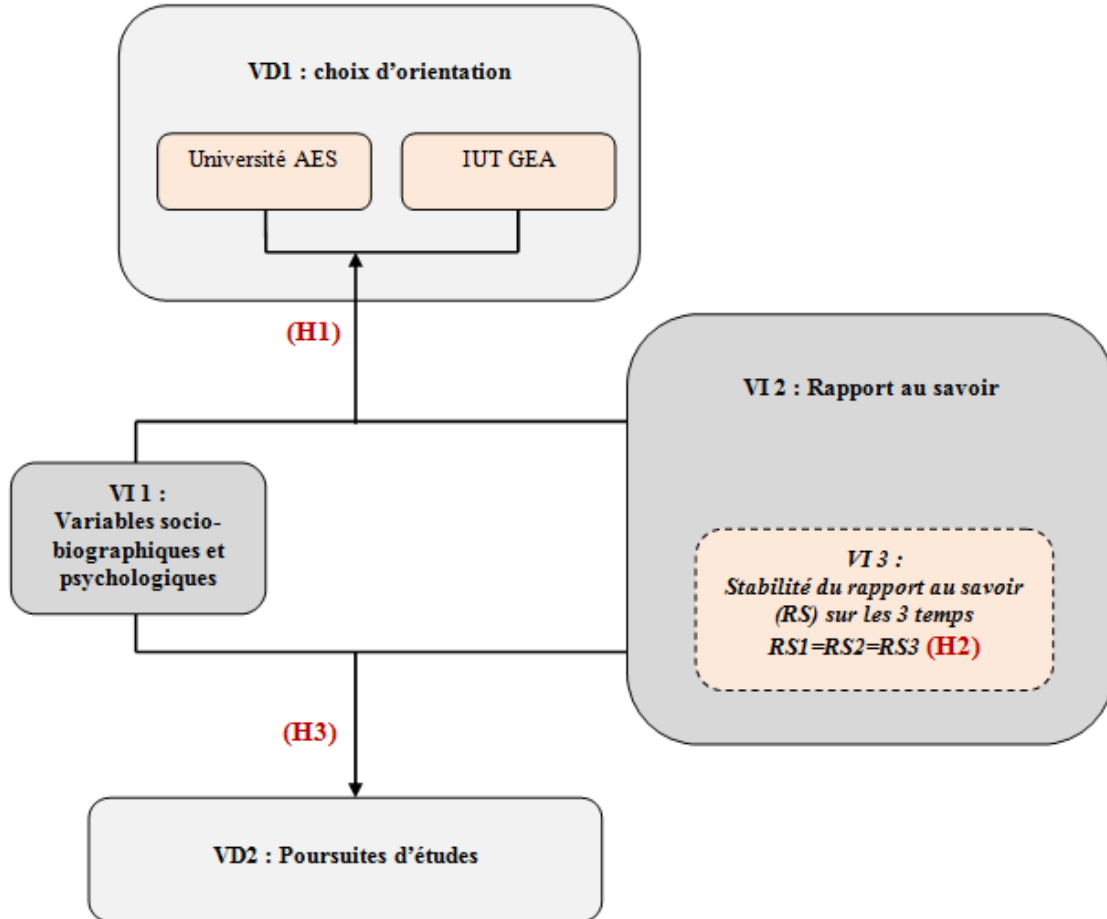 VD1 : choix d'orientation
Université AES
IUT GEA
(H1)
VI 2 : Rapport au savoir
VI 1 :
Variables socio-
biographiques et
psychologiques
VI 3 :
Stabilité du rapport au savoir
(RS) sur les 3 temps
RS1=RS2=RS3 (H2)
(H3)
VD2 : Poursuites d'études